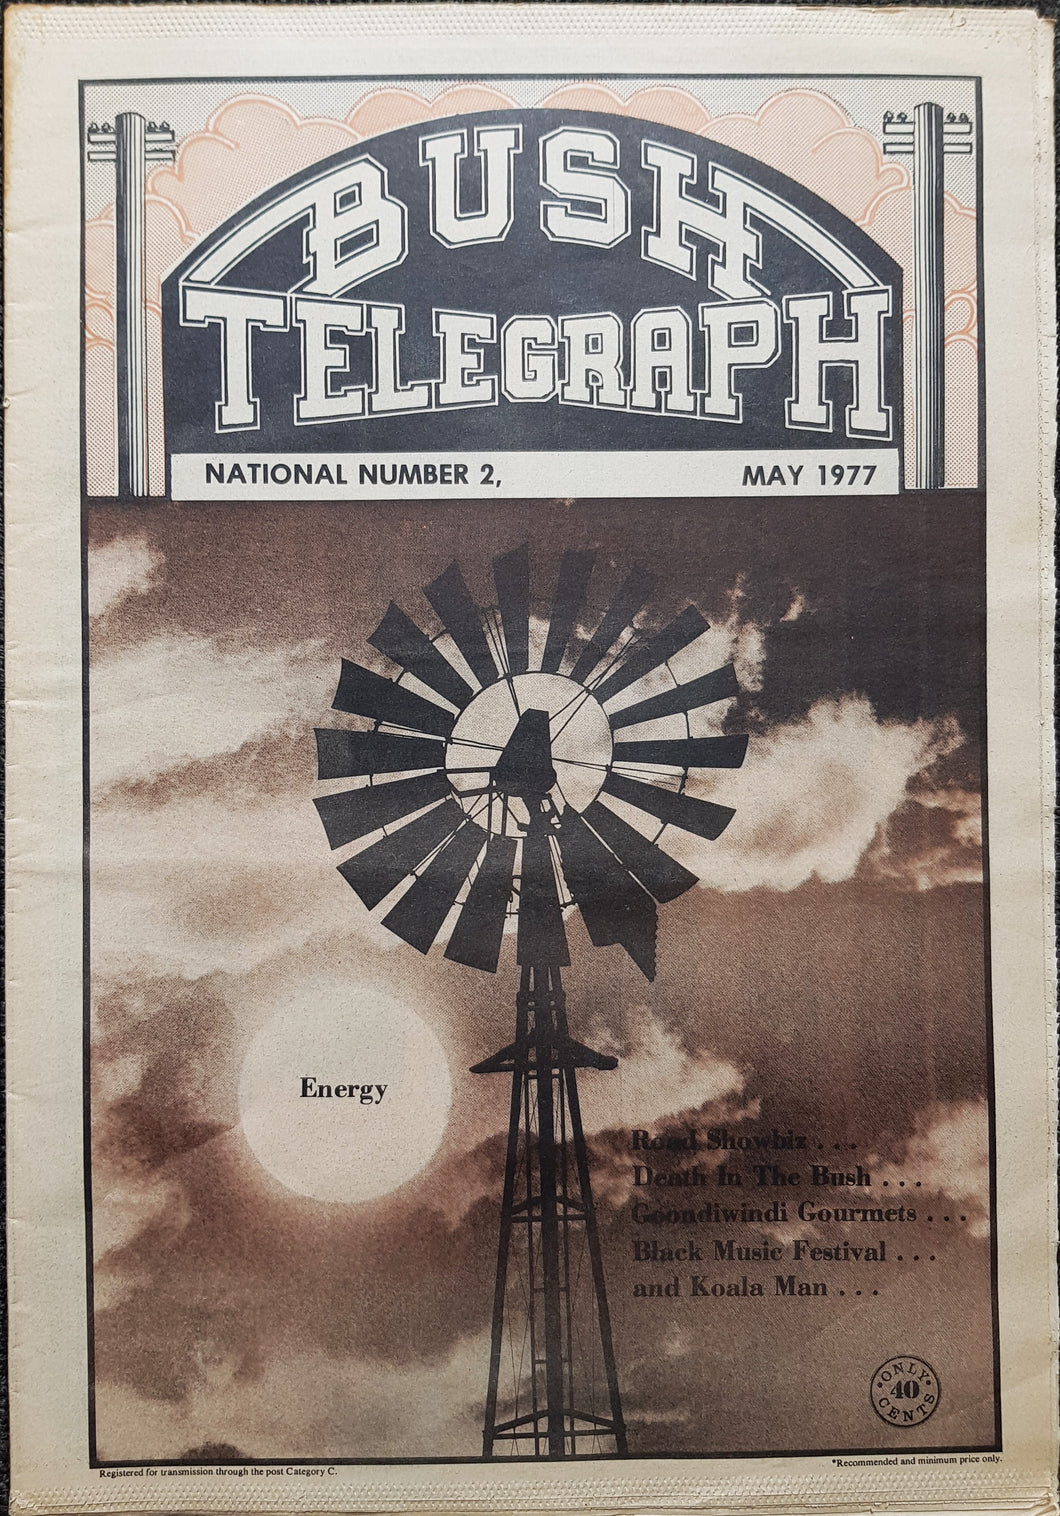 BUSH
TELEGRAPH
NATIONAL NUMBER 2,
MAY 1977
Energy
Road Showbiz . . .
Death In The Bush . . .
Goondiwindi Gourmets . . .
Black Music Festival . . .
and Koala Man . . .
ONLY
40
CENTS
Registered for transmission through the post Category C.
*Recommended and minimum price only.